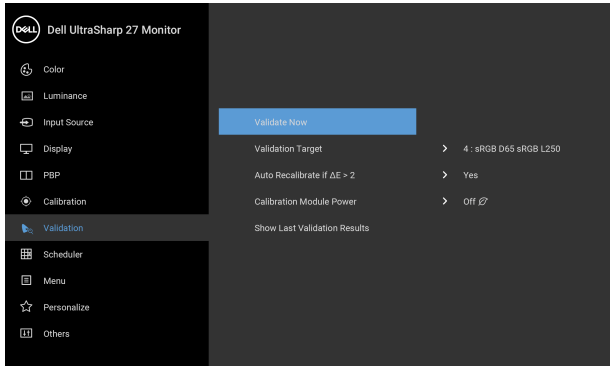 DELL Dell UltraSharp 27 Monitor
Color
Luminance
Input Source
Validate Now
Display
Validation Target 4 : sRGB D65 sRGB L250
PBP
Auto Recalibrate if ΔE > 2 Yes
Calibration
Calibration Module Power Off
Validation
Show Last Validation Results
Scheduler
Menu
Personalize
Others